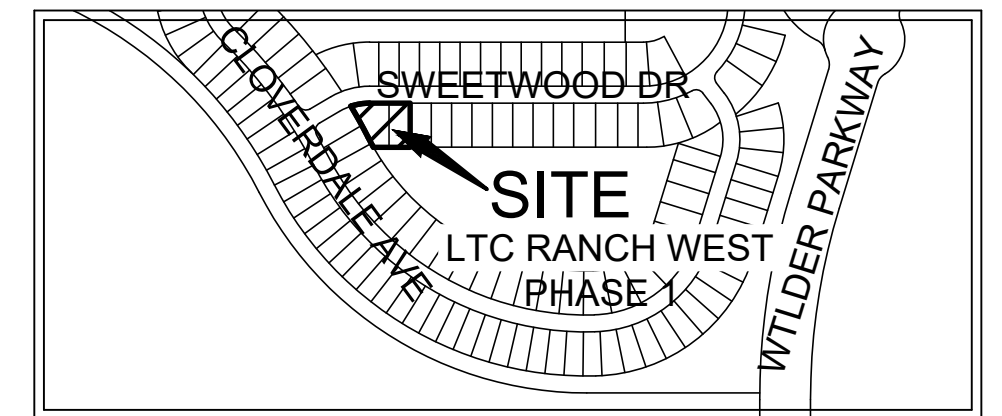 SWEETWOOD DR
CLOVERDALE AVE
SITE
LTC RANCH WEST
PHASE 1
WTLDER PARKWAY